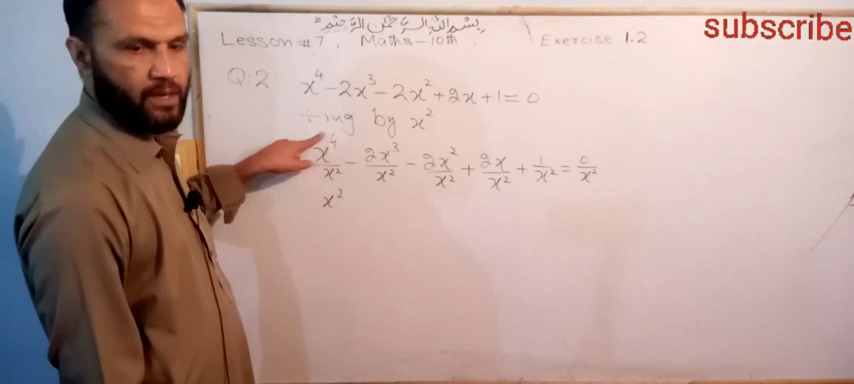 بسم اللہ الرحمٰن الرحیم
Lesson #7, Maths-10th, Exercise 1.2
subscribe
Q:2 x⁴ - 2x³ - 2x² + 2x + 1 = 0
÷ing by x²
x⁴/x² - 2x³/x² - 2x²/x² + 2x/x² + 1/x² = 0/x²
x²